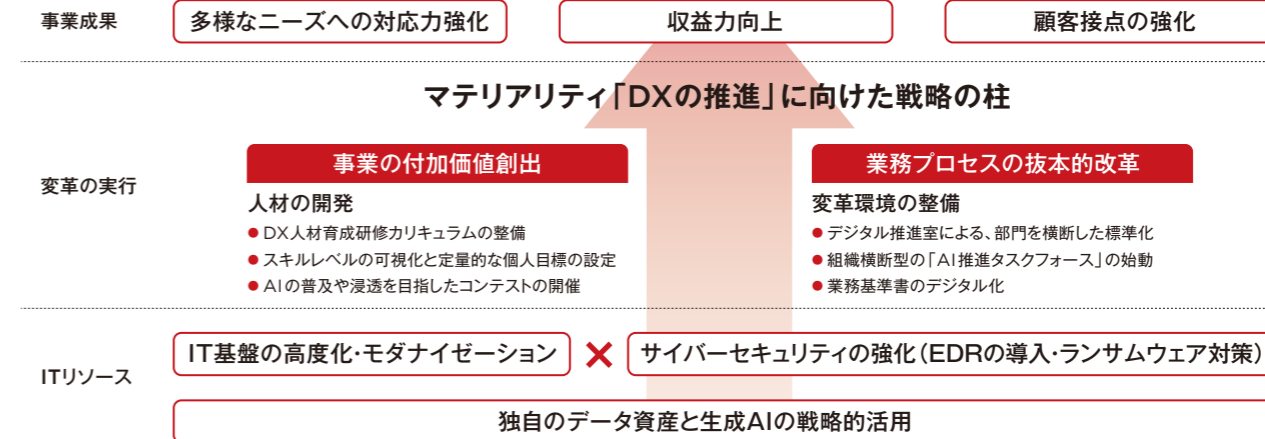 事業成果
多様なニーズへの対応力強化
収益力向上
顧客接点の強化
マテリアリティ「DXの推進」に向けた戦略の柱
変革の実行
事業の付加価値創出
人材の開発
● DX人材育成研修カリキュラムの整備
● スキルレベルの可視化と定量的な個人目標の設定
● AIの普及や浸透を目指したコンテストの開催
業務プロセスの抜本的改革
変革環境の整備
● デジタル推進室による、部門を横断した標準化
● 組織横断型の「AI推進タスクフォース」の始動
● 業務基準書のデジタル化
ITリソース
IT基盤の高度化・モダナイゼーション
×
サイバーセキュリティの強化（EDRの導入・ランサムウェア対策）
独自のデータ資産と生成AIの戦略的活用